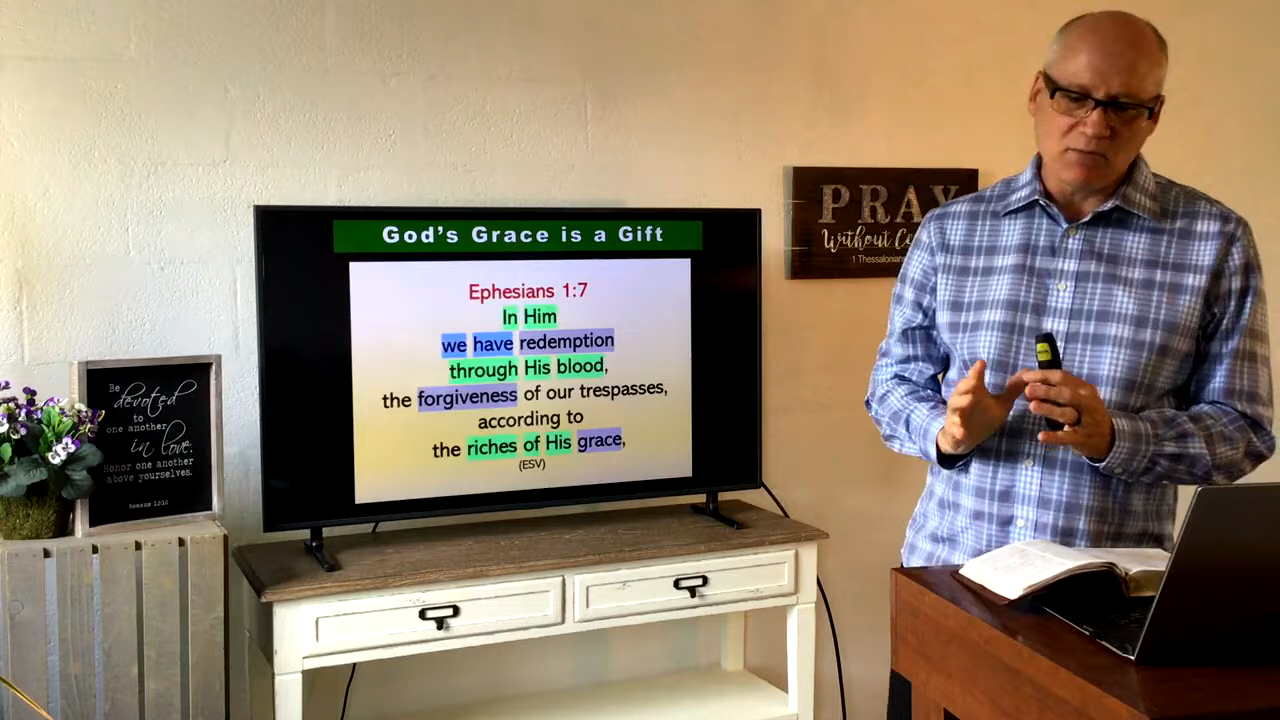 God's Grace is a Gift
Ephesians 1:7
In Him
we have redemption
through His blood,
the forgiveness of our trespasses,
according to
the riches of His grace,
(ESV)
PRAY
Without
1 Thessalonians
Be
devoted
to
one another
in love.
Honor one another
above yourselves.
Romans 12:10